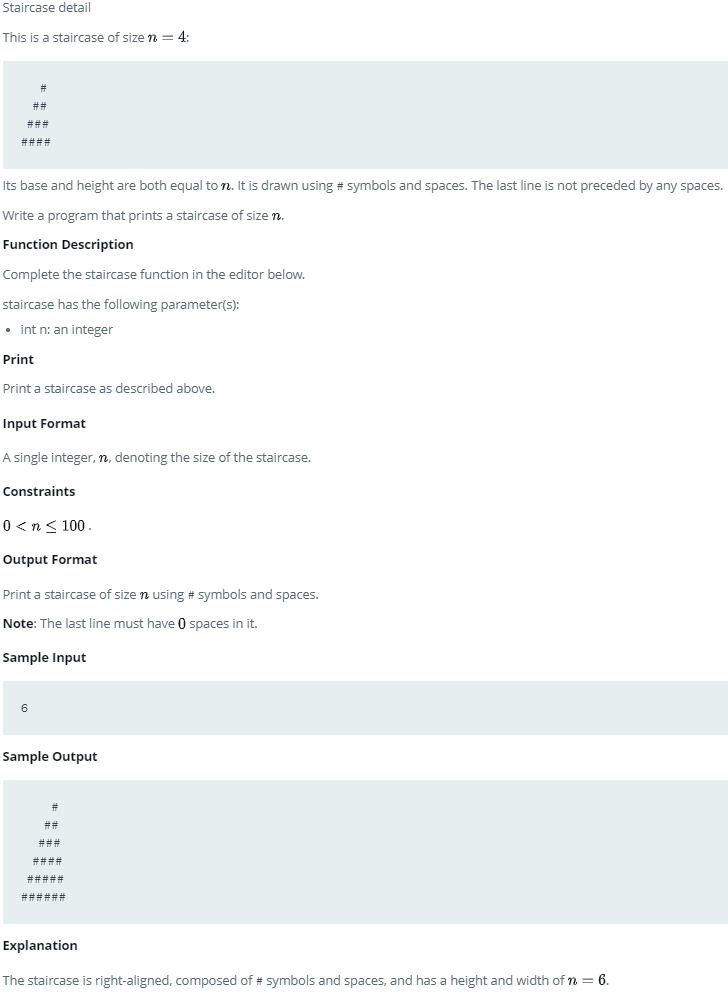 Staircase detail
This is a staircase of size n = 4:
   #
  ##
 ###
####
Its base and height are both equal to n. It is drawn using # symbols and spaces. The last line is not preceded by any spaces.
Write a program that prints a staircase of size n.
Function Description
Complete the staircase function in the editor below.
staircase has the following parameter(s):
• int n: an integer
Print
Print a staircase as described above.
Input Format
A single integer, n, denoting the size of the staircase.
Constraints
0 < n ≤ 100 .
Output Format
Print a staircase of size n using # symbols and spaces.
Note: The last line must have 0 spaces in it.
Sample Input
6
Sample Output
     #
    ##
   ###
  ####
 #####
######
Explanation
The staircase is right-aligned, composed of # symbols and spaces, and has a height and width of n = 6.